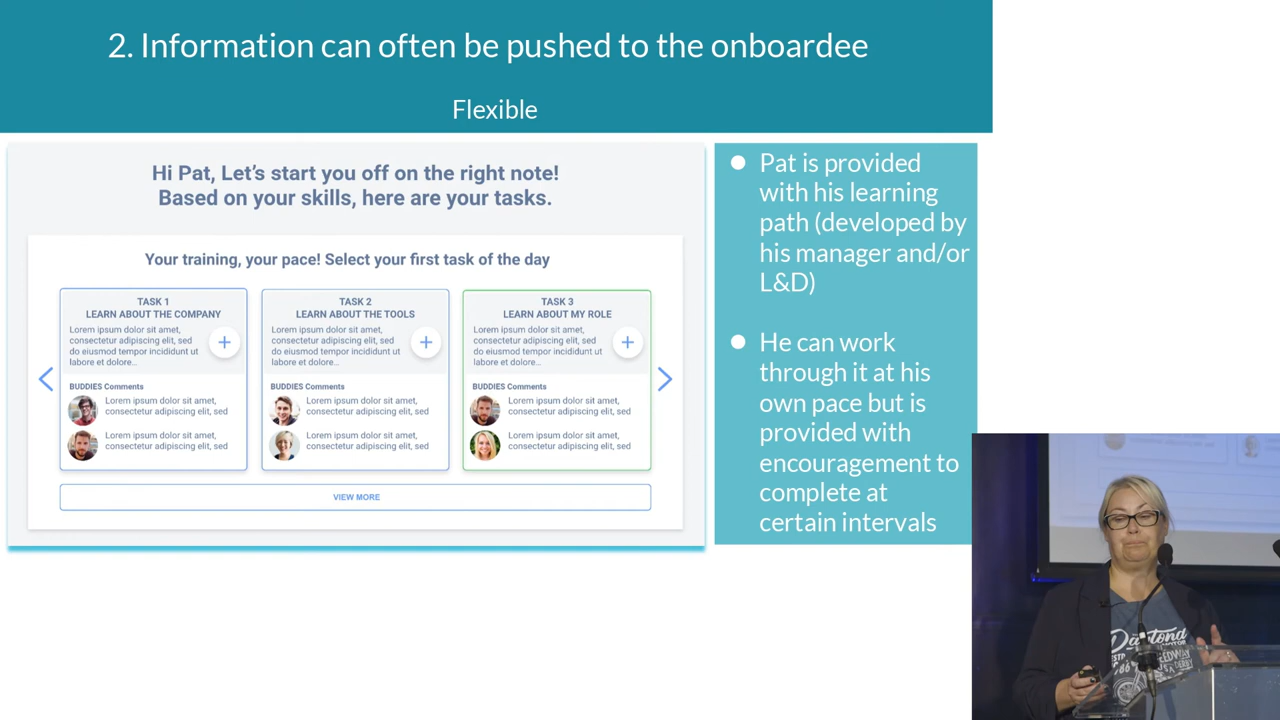 2. Information can often be pushed to the onboardee
Flexible
Hi Pat, Let's start you off on the right note!
Based on your skills, here are your tasks.
Your training, your pace! Select your first task of the day
TASK 1
LEARN ABOUT THE COMPANY
Lorem ipsum dolor sit amet,
consectetur adipiscing elit, sed
do eiusmod tempor incididunt ut
labore et dolore...
BUDDIES Comments
Lorem ipsum dolor sit amet,
consectetur adipiscing elit, sed
Lorem ipsum dolor sit amet,
consectetur adipiscing elit, sed
TASK 2
LEARN ABOUT THE TOOLS
Lorem ipsum dolor sit amet,
consectetur adipiscing elit, sed
do eiusmod tempor incididunt ut
labore et dolore...
BUDDIES Comments
Lorem ipsum dolor sit amet,
consectetur adipiscing elit, sed
Lorem ipsum dolor sit amet,
consectetur adipiscing elit, sed
TASK 3
LEARN ABOUT MY ROLE
Lorem ipsum dolor sit amet,
consectetur adipiscing elit, sed
do eiusmod tempor incididunt ut
labore et dolore...
BUDDIES Comments
Lorem ipsum dolor sit amet,
consectetur adipiscing elit, sed
Lorem ipsum dolor sit amet,
consectetur adipiscing elit, sed
VIEW MORE
Pat is provided
with his learning
path (developed by
his manager and/or
L&D)
He can work
through it at his
own pace but is
provided with
encouragement to
complete at
certain intervals
Daytond